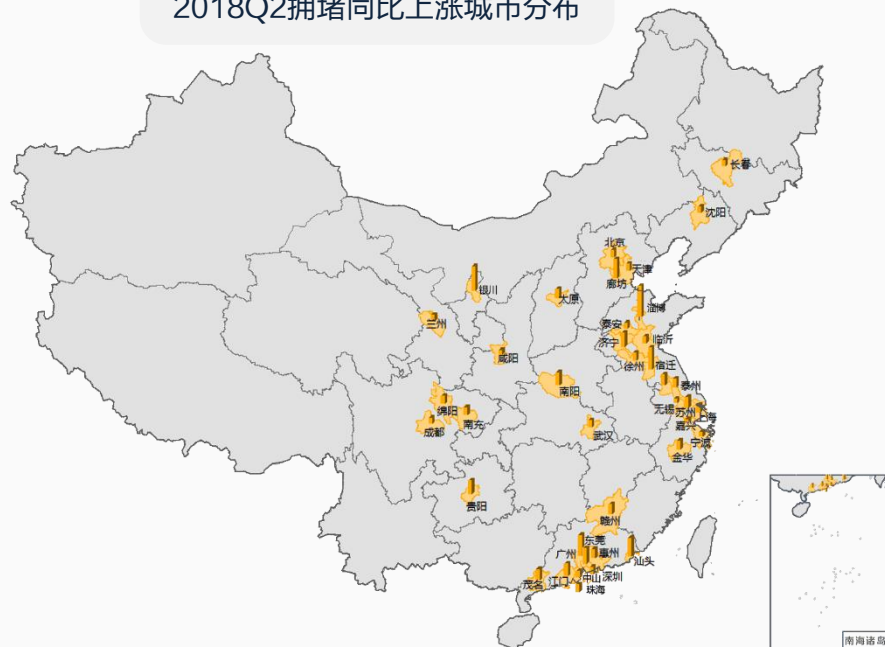 2018Q2拥堵同比上涨城市分布
长春
沈阳
北京
天津
廊坊
银川
太原
淄博
兰州
泰安
济宁
临沂
咸阳
徐州
宿迁
南阳
泰州
绵阳
南充
成都
无锡
苏州
上海
嘉兴
宁波
武汉
金华
贵阳
赣州
东莞
广州
惠州
汕头
茂名
江门
中山
深圳
珠海
南海诸岛